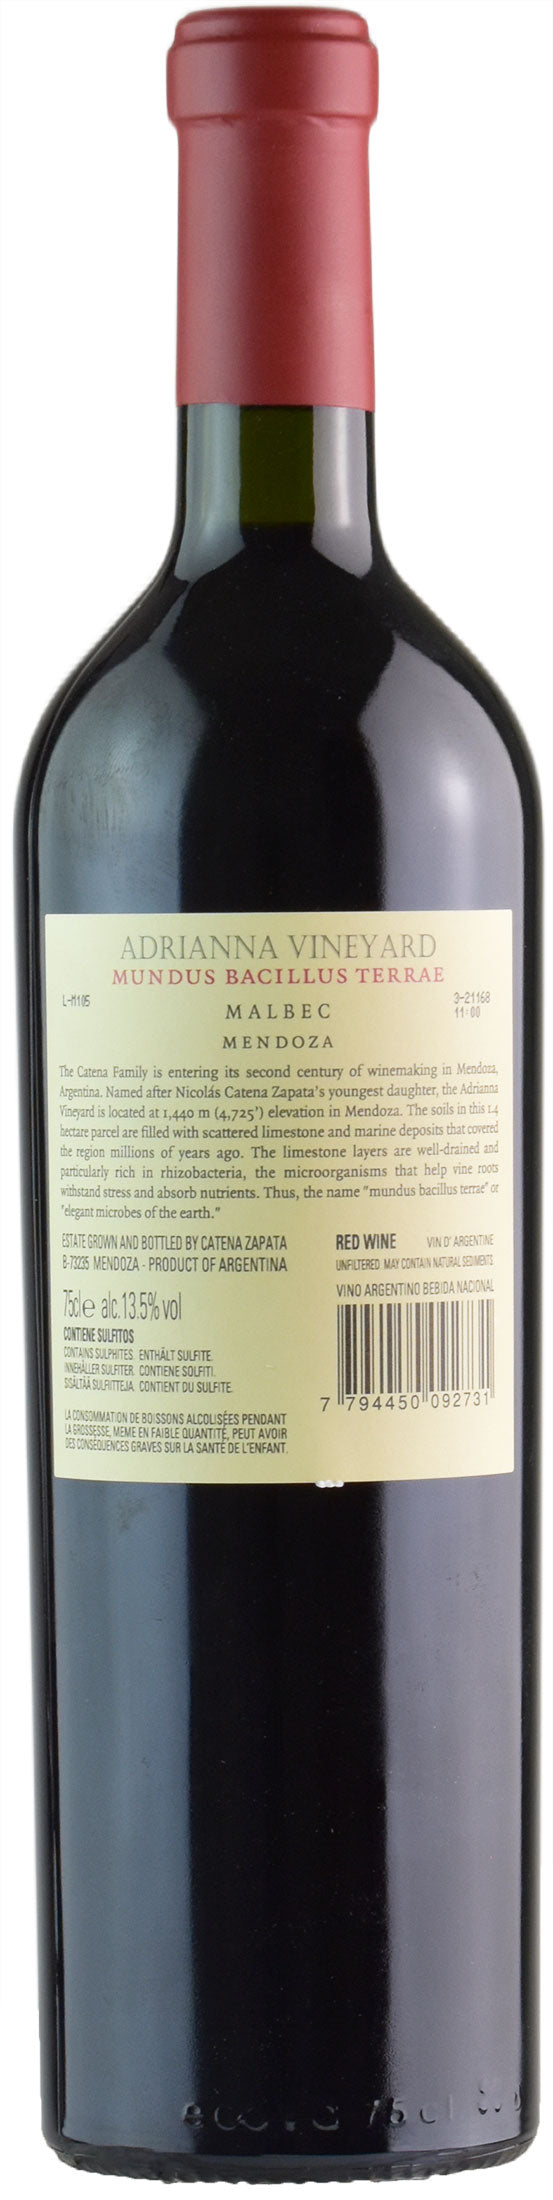 ADRIANNA VINEYARD
MUNDUS BACILLUS TERRAE
L-M105
3-21168
11:00
MALBEC
MENDOZA
The Catena Family is entering its second century of winemaking in Mendoza,
Argentina. Named after Nicolás Catena Zapata's youngest daughter, the Adrianna
Vineyard is located at 1,440 m (4,725') elevation in Mendoza. The soils in this 1.4
hectare parcel are filled with scattered limestone and marine deposits that covered
the region millions of years ago. The limestone layers are well-drained and
particularly rich in rhizobacteria, the microorganisms that help vine roots
withstand stress and absorb nutrients. Thus, the name "mundus bacillus terrae" or
"elegant microbes of the earth."
ESTATE GROWN AND BOTTLED BY CATENA ZAPATA
B-73235 MENDOZA - PRODUCT OF ARGENTINA
75cl e alc.13.5% vol
CONTIENE SULFITOS
CONTAINS SULPHITES. ENTHÄLT SULFITE.
INNEHÅLLER SULFITER. CONTIENE SOLFITI.
SISÄLTÄÄ SULFIITTEJA. CONTIENT DU SULFITE.
LA CONSOMMATION DE BOISSONS ALCOLISÉES PENDANT
LA GROSSESSE, MEME EN FAIBLE QUANTITÉ, PEUT AVOIR
DES CONSÉQUENCES GRAVES SUR LA SANTÉ DE L'ENFANT.
RED WINE VIN D' ARGENTINE
UNFILTERED. MAY CONTAIN NATURAL SEDIMENTS
VINO ARGENTINO BEBIDA NACIONAL
7 794450 092731
75cl